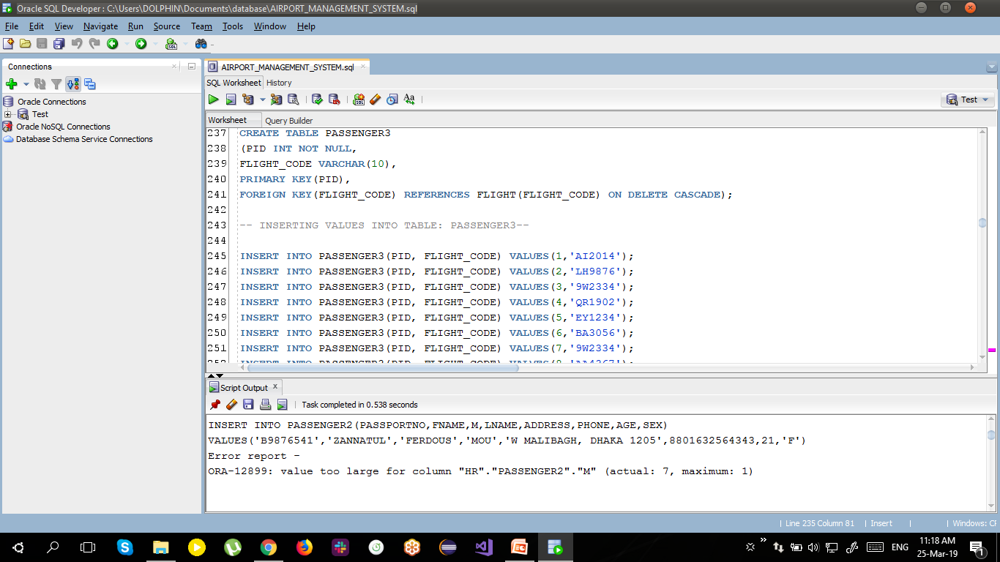 Oracle SQL Developer : C:\Users\DOLPHIN\Documents\database\AIRPORT_MANAGEMENT_SYSTEM.sql
File Edit View Navigate Run Source Team Tools Window Help
Connections
Oracle Connections
Test
Oracle NoSQL Connections
Database Schema Service Connections
AIRPORT_MANAGEMENT_SYSTEM.sql
SQL Worksheet History
Test
Worksheet Query Builder
237 CREATE TABLE PASSENGER3
238 (PID INT NOT NULL,
239 FLIGHT_CODE VARCHAR(10),
240 PRIMARY KEY(PID),
241 FOREIGN KEY(FLIGHT_CODE) REFERENCES FLIGHT(FLIGHT_CODE) ON DELETE CASCADE);
242
243 -- INSERTING VALUES INTO TABLE: PASSENGER3--
244
245 INSERT INTO PASSENGER3(PID, FLIGHT_CODE) VALUES(1,'AI2014');
246 INSERT INTO PASSENGER3(PID, FLIGHT_CODE) VALUES(2,'LH9876');
247 INSERT INTO PASSENGER3(PID, FLIGHT_CODE) VALUES(3,'9W2334');
248 INSERT INTO PASSENGER3(PID, FLIGHT_CODE) VALUES(4,'QR1902');
249 INSERT INTO PASSENGER3(PID, FLIGHT_CODE) VALUES(5,'EY1234');
250 INSERT INTO PASSENGER3(PID, FLIGHT_CODE) VALUES(6,'BA3056');
251 INSERT INTO PASSENGER3(PID, FLIGHT_CODE) VALUES(7,'9W2334');
Script Output
Task completed in 0.538 seconds
INSERT INTO PASSENGER2(PASSPORTNO,FNAME,M,LNAME,ADDRESS,PHONE,AGE,SEX)
VALUES('B9876541','ZANNATUL','FERDOUS','MOU','W MALIBAGH, DHAKA 1205',8801632564343,21,'F')
Error report -
ORA-12899: value too large for column "HR"."PASSENGER2"."M" (actual: 7, maximum: 1)
Line 235 Column 81 Insert Windows: CF
ENG
11:18 AM
25-Mar-19
1